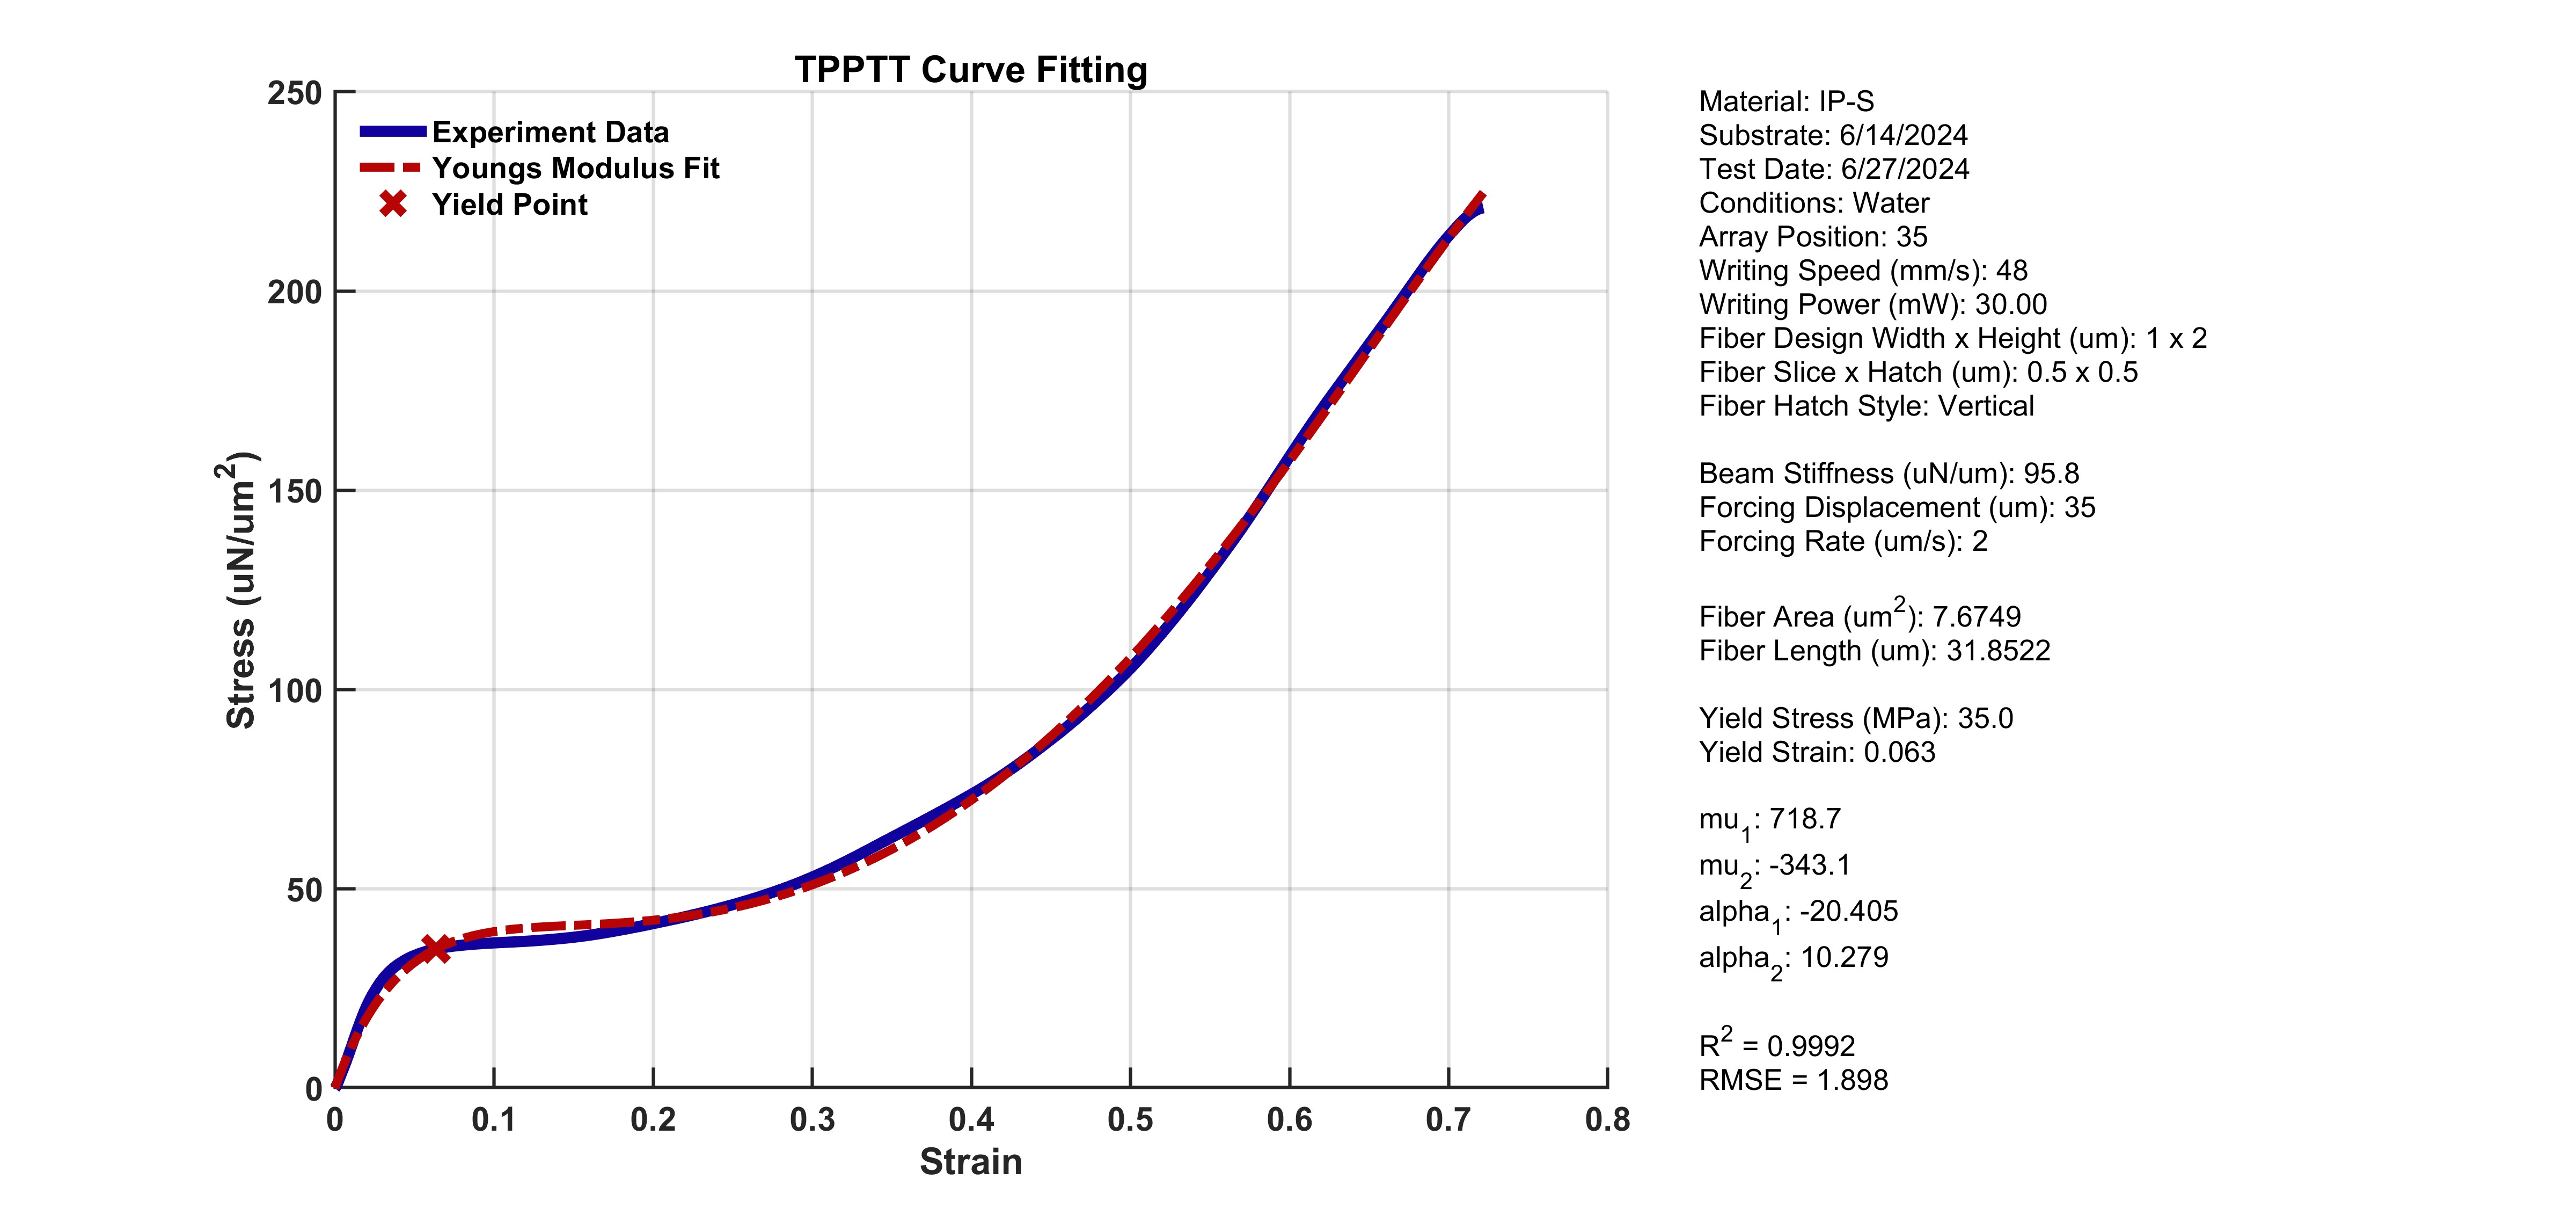 TPPTT Curve Fitting
250
200
150
100
50
0
Stress (uN/um²)
Experiment Data
Youngs Modulus Fit
Yield Point
0 0.1 0.2 0.3 0.4 0.5 0.6 0.7 0.8
Strain
Material: IP-S
Substrate: 6/14/2024
Test Date: 6/27/2024
Conditions: Water
Array Position: 35
Writing Speed (mm/s): 48
Writing Power (mW): 30.00
Fiber Design Width x Height (um): 1 x 2
Fiber Slice x Hatch (um): 0.5 x 0.5
Fiber Hatch Style: Vertical
Beam Stiffness (uN/um): 95.8
Forcing Displacement (um): 35
Forcing Rate (um/s): 2
Fiber Area (um²): 7.6749
Fiber Length (um): 31.8522
Yield Stress (MPa): 35.0
Yield Strain: 0.063
mu₁: 718.7
mu₂: -343.1
alpha₁: -20.405
alpha₂: 10.279
R² = 0.9992
RMSE = 1.898